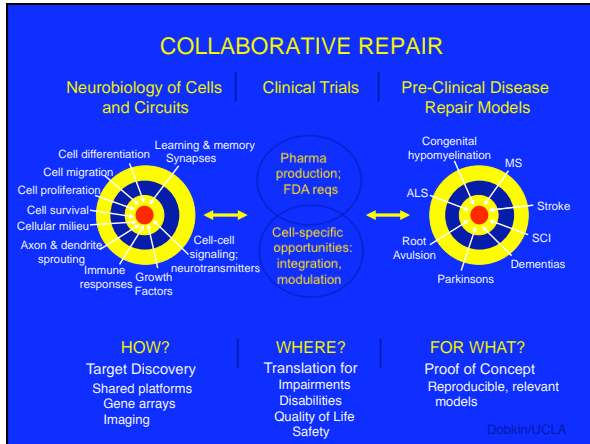 COLLABORATIVE REPAIR
Neurobiology of Cells
and Circuits
Clinical Trials
Pre-Clinical Disease
Repair Models
Learning & memory
Synapses
Cell differentiation
Cell migration
Cell proliferation
Cell survival
Cellular milieu
Axon & dendrite
sprouting
Immune
responses
Growth
Factors
Cell-cell
signaling;
neurotransmitters
Pharma
production;
FDA reqs
Cell-specific
opportunities:
integration,
modulation
Congenital
hypomyelination
MS
ALS
Stroke
SCI
Root
Avulsion
Dementias
Parkinsons
HOW?
Target Discovery
Shared platforms
Gene arrays
Imaging
WHERE?
Translation for
Impairments
Disabilities
Quality of Life
Safety
FOR WHAT?
Proof of Concept
Reproducible, relevant
models
Dobkin/UCLA